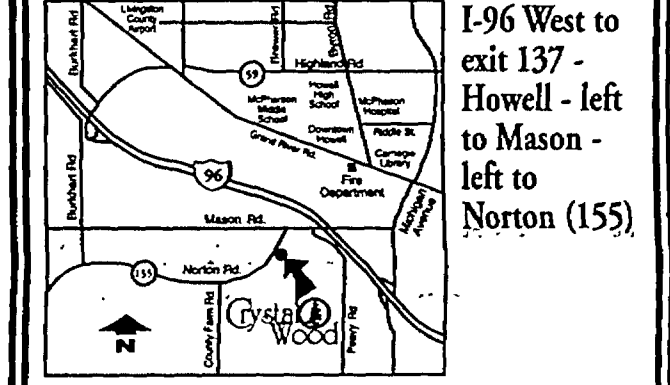 Livingston
County
Airport
Burkhart Rd
Byron Rd
Highland Rd
59
McPherson
Middle
School
Howell
High
School
McPherson
Hospital
Downtown
Howell
Riddle St.
Carnegie
Library
Grand River Rd.
Fire
Department
96
Michigan
Avenue
Burkhart Rd
Mason Rd.
155
Norton Rd.
County Farm Rd
Crystal
Wood
N
I-96 West to
exit 137 -
Howell - left
to Mason -
left to
Norton (155)